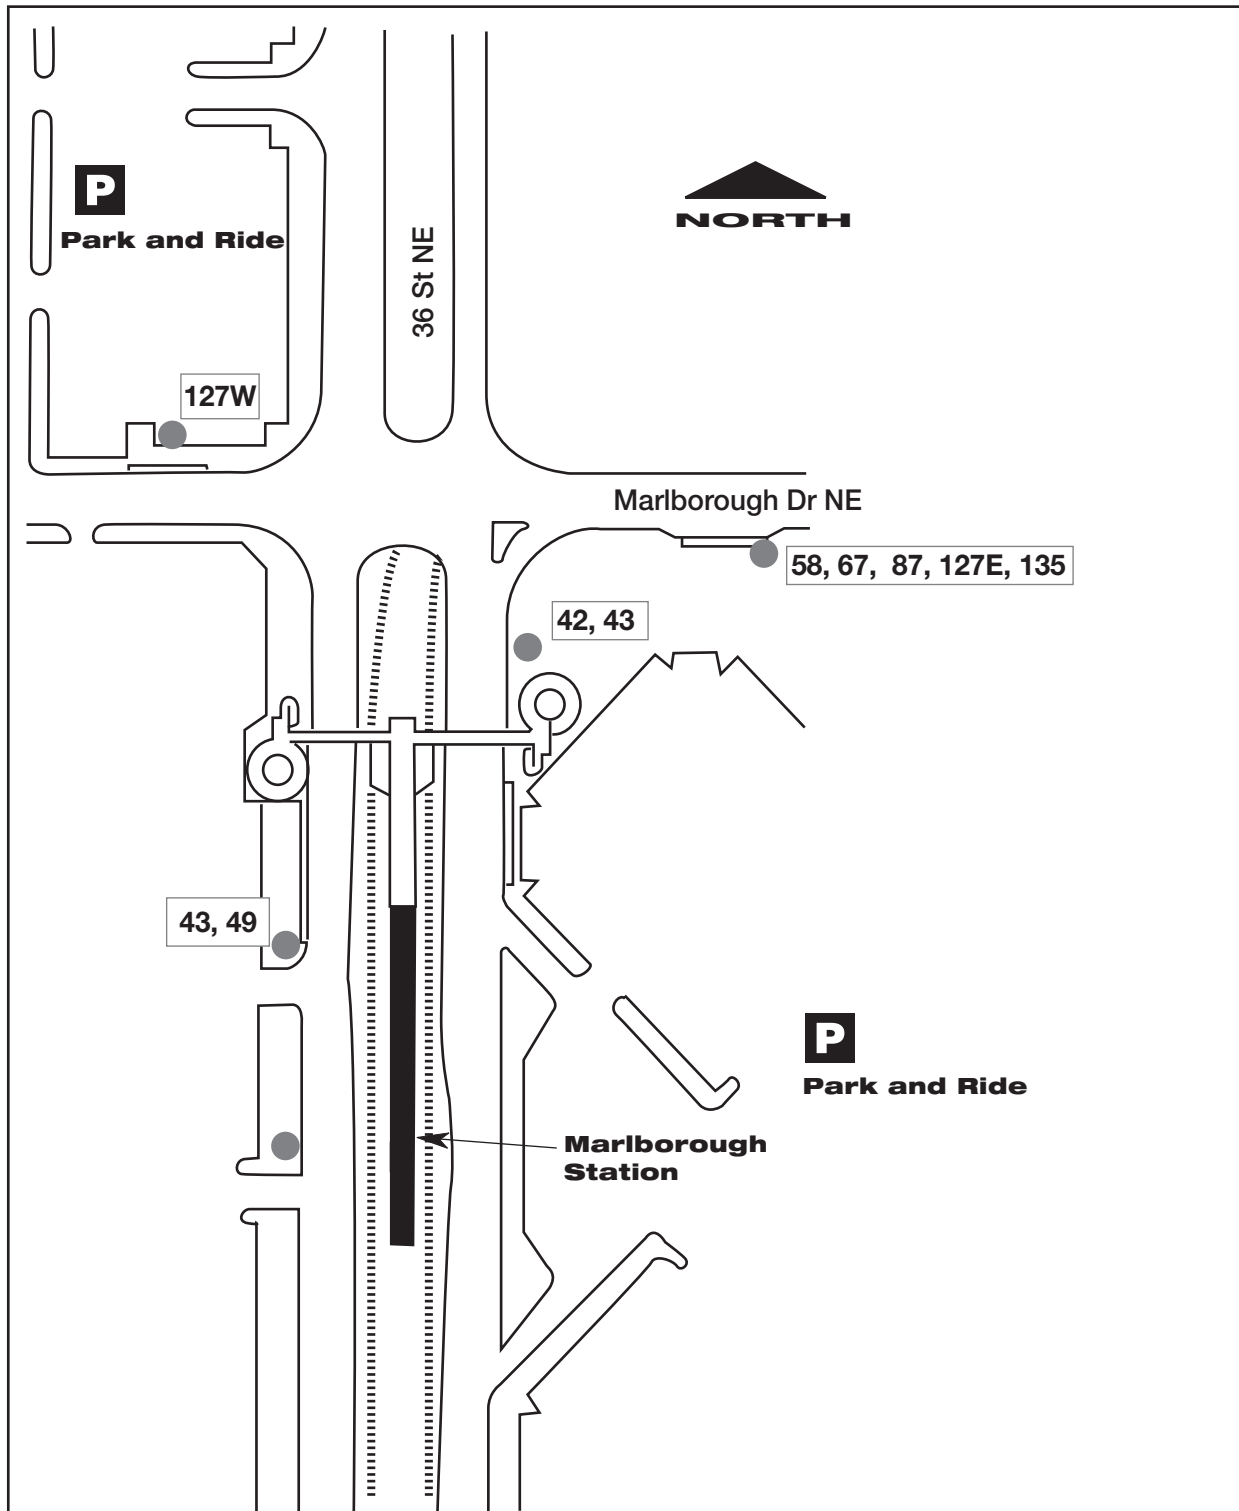 P
Park and Ride
NORTH
36 St NE
127W
Marlborough Dr NE
58, 67, 87, 127E, 135
42, 43
43, 49
P
Park and Ride
Marlborough
Station